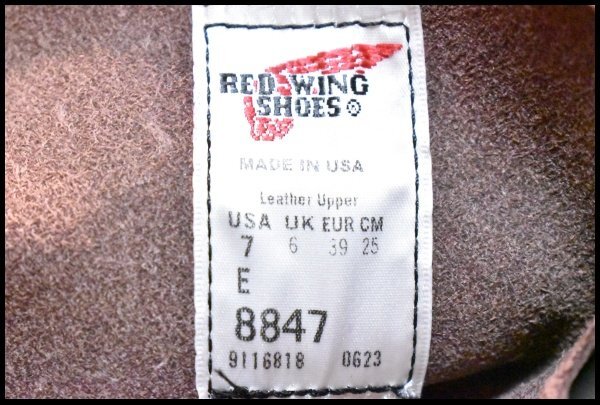 RED WING
SHOES®
MADE IN USA
Leather Upper
USA UK EUR CM
7 6 39 25
E
8847
9116818 0623